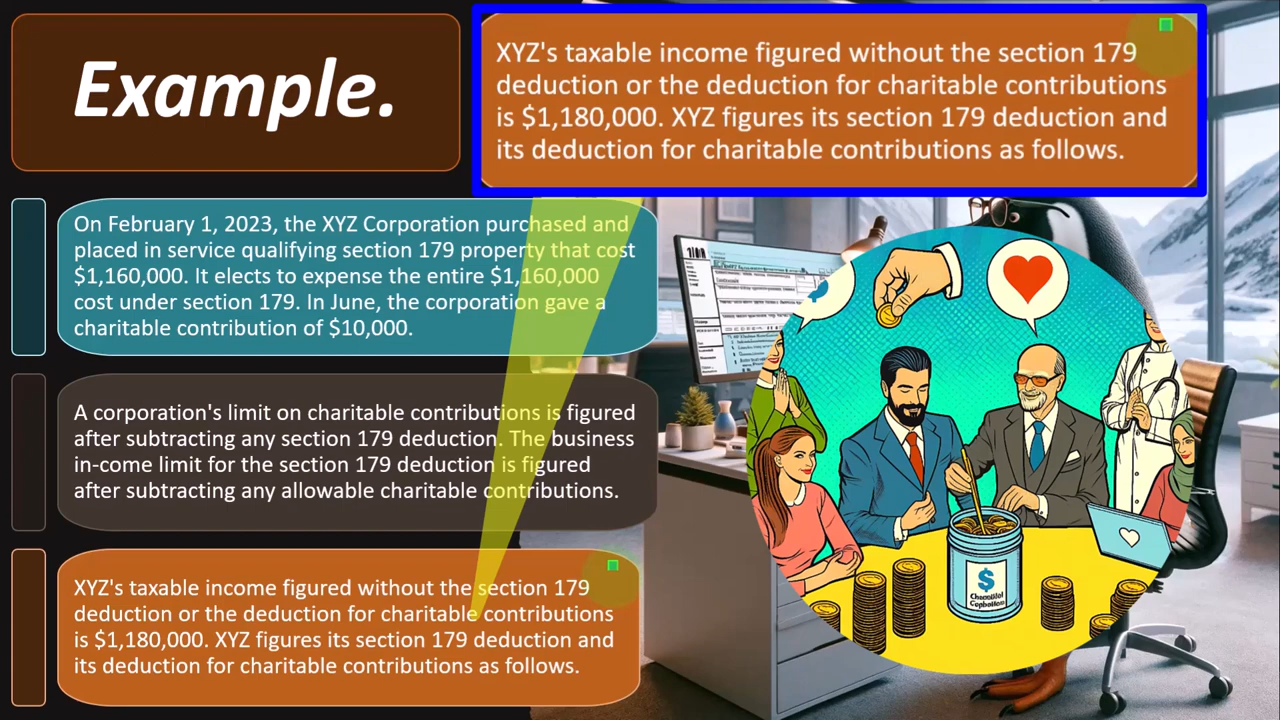 Example.
XYZ's taxable income figured without the section 179
deduction or the deduction for charitable contributions
is $1,180,000. XYZ figures its section 179 deduction and
its deduction for charitable contributions as follows.
On February 1, 2023, the XYZ Corporation purchased and
placed in service qualifying section 179 property that cost
$1,160,000. It elects to expense the entire $1,160,000
cost under section 179. In June, the corporation gave a
charitable contribution of $10,000.
A corporation's limit on charitable contributions is figured
after subtracting any section 179 deduction. The business
in-come limit for the section 179 deduction is figured
after subtracting any allowable charitable contributions.
XYZ's taxable income figured without the section 179
deduction or the deduction for charitable contributions
is $1,180,000. XYZ figures its section 179 deduction and
its deduction for charitable contributions as follows.
$